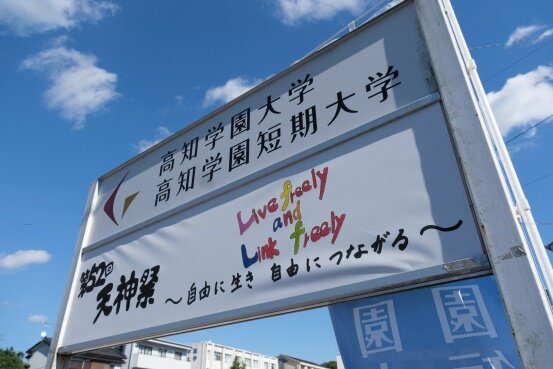 高知学園大学
高知学園短期大学
Live freely
and
Link freely
第52回
天神祭
～自由に生き 自由につながる～
園 園